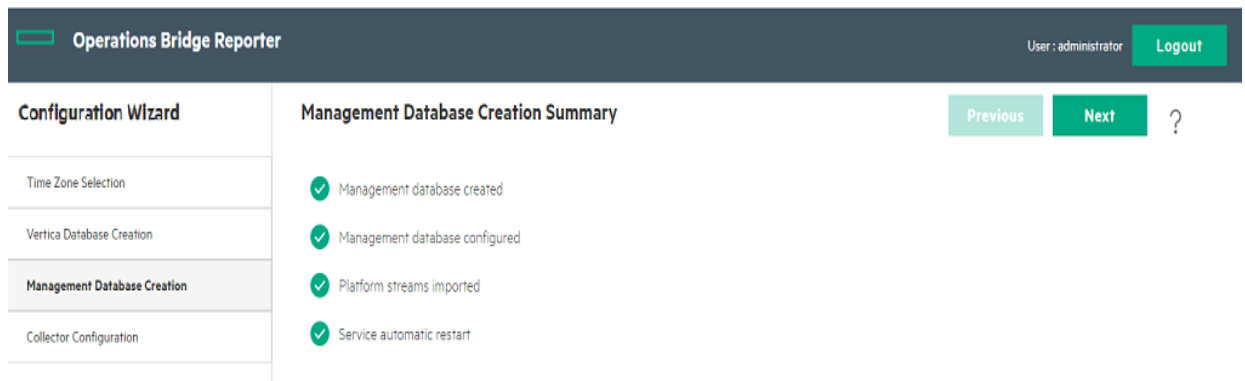 Operations Bridge Reporter
User : administrator
Logout
Configuration Wizard
Management Database Creation Summary
Previous
Next
?
Time Zone Selection
Management database created
Vertica Database Creation
Management database configured
Management Database Creation
Platform streams imported
Collector Configuration
Service automatic restart